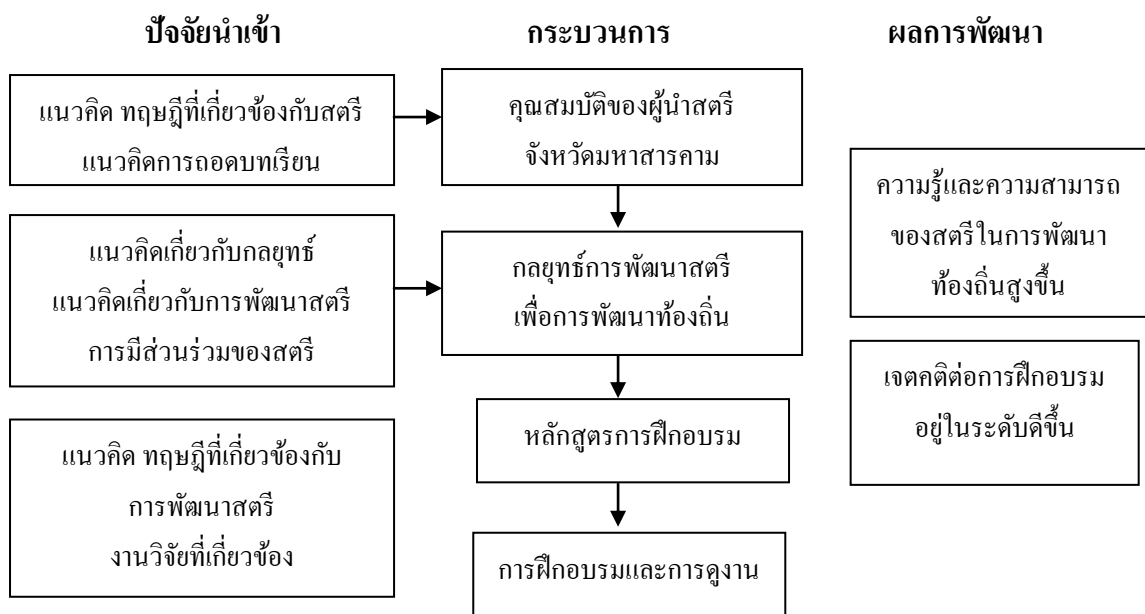 ปัจจัยนำเข้า
แนวคิด ทฤษฎีที่เกี่ยวข้องกับสตรี
แนวคิดการถอดบทเรียน
แนวคิดเกี่ยวกับกลยุทธ์
แนวคิดเกี่ยวกับการพัฒนาสตรี
การมีส่วนร่วมของสตรี
แนวคิด ทฤษฎีที่เกี่ยวข้องกับ
การพัฒนาสตรี
งานวิจัยที่เกี่ยวข้อง
กระบวนการ
คุณสมบัติของผู้นำสตรี
จังหวัดมหาสารคาม
กลยุทธ์การพัฒนาสตรี
เพื่อการพัฒนาท้องถิ่น
หลักสูตรการฝึกอบรม
การฝึกอบรมและการดูงาน
ผลการพัฒนา
ความรู้และความสามารถ
ของสตรีในการพัฒนา
ท้องถิ่นสูงขึ้น
เจตคติต่อการฝึกอบรม
อยู่ในระดับดีขึ้น